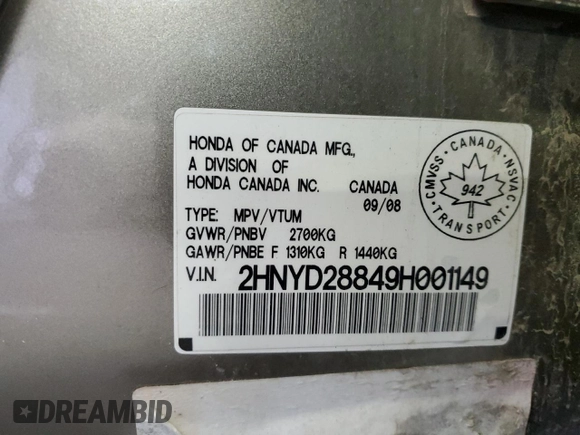 HONDA OF CANADA MFG.,
A DIVISION OF
HONDA CANADA INC. CANADA
09/08
TYPE: MPV/VTUM
GVWR/PNBV 2700KG
GAWR/PNBE F 1310KG R 1440KG
V.I.N. 2HNYD28849H001149
CMVSS · CANADA · NSVAC · TRANSPORT ·
942
DREAMBID